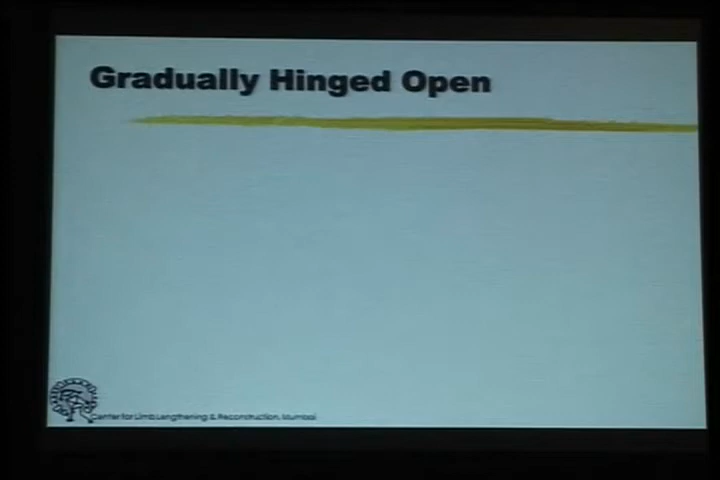 Gradually Hinged Open
Center for Limb Lengthening & Reconstruction, Mumbai